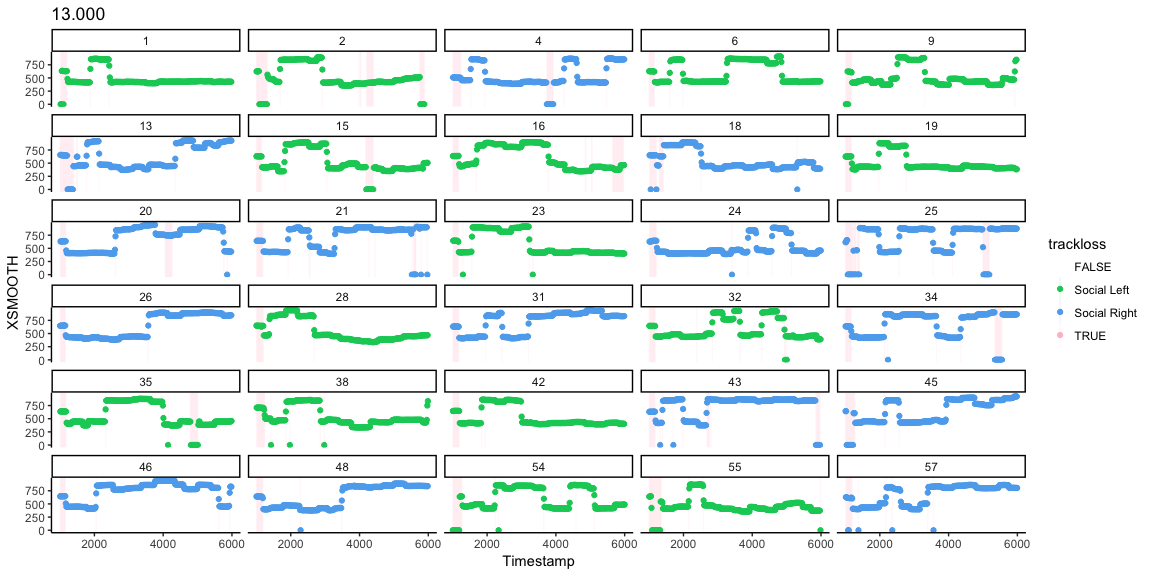 13.000
1 2 4 6 9
750
500
250
0
13 15 16 18 19
750
500
250
0
20 21 23 24 25
750
500
250
0
26 28 31 32 34
750
500
250
0
35 38 42 43 45
750
500
250
0
46 48 54 55 57
750
500
250
0
2000 4000 6000 2000 4000 6000 2000 4000 6000 2000 4000 6000 2000 4000 6000
Timestamp
XSMOOTH
trackloss
FALSE
Social Left
Social Right
TRUE